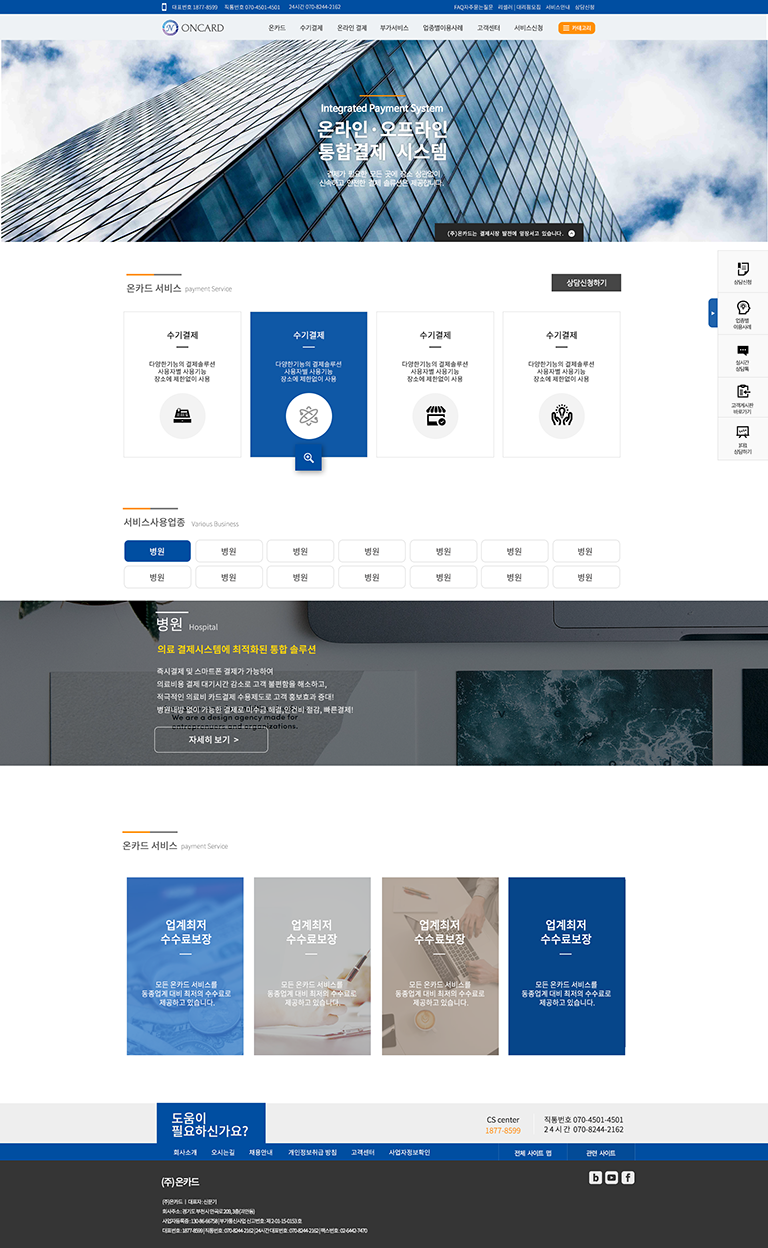 대표번호 1877-8599 직통번호 070-4501-4501 24시간 070-8244-2162
FAQ자주묻는질문 리셀러 | 대리점모집 서비스안내 상담신청
ONCARD
온카드 수기결제 온라인 결제 부가서비스 업종별이용사례 고객센터 서비스신청 카테고리
Integrated Payment System
온라인·오프라인
통합결제 시스템
결제가 필요한 모든 곳에 장소 상관없이
신속하고 안전한 결제 솔루션은 제공합니다.
(주)온카드는 결제시장 발전에 앞장서고 있습니다.
온카드 서비스 payment Service
상담신청하기
수기결제
다양한기능의 결제솔루션
사용자별 사용기능
장소에 제한없이 사용
수기결제
다양한기능의 결제솔루션
사용자별 사용기능
장소에 제한없이 사용
수기결제
다양한기능의 결제솔루션
사용자별 사용기능
장소에 제한없이 사용
수기결제
다양한기능의 결제솔루션
사용자별 사용기능
장소에 제한없이 사용
상담신청
업종별
이용사례
실시간
상담톡
고객게시판
바로가기
1대1
상담하기
서비스사용업종 Various Business
병원 병원 병원 병원 병원 병원 병원
병원 병원 병원 병원 병원 병원 병원
병원 Hospital
의료 결제시스템에 최적화된 통합 솔루션
즉시결제 및 스마트폰 결제가 가능하여
의료비용 결제 대기시간 감소로 고객 불편함을 해소하고,
적극적인 의료비 카드결제 수용제도로 고객 홍보효과 증대!
병원내방 없이 가능한 결제로 미수금 해결,인건비 절감, 빠른결제!
We are a design agency made for
entrepreneurs and organizations.
자세히 보기 >
온카드 서비스 payment Service
업계최저
수수료보장
모든 온카드 서비스를
동종업계 대비 최저의 수수료로
제공하고 있습니다.
업계최저
수수료보장
모든 온카드 서비스를
동종업계 대비 최저의 수수료로
제공하고 있습니다.
업계최저
수수료보장
모든 온카드 서비스를
동종업계 대비 최저의 수수료로
제공하고 있습니다.
업계최저
수수료보장
모든 온카드 서비스를
동종업계 대비 최저의 수수료로
제공하고 있습니다.
도움이
필요하신가요?
CS center
1877-8599
직통번호 070-4501-4501
24시간 070-8244-2162
회사소개 오시는길 채용안내 개인정보취급 방침 고객센터 사업자정보확인 전체 사이트 맵 관련 사이트
(주)온카드
(주)온카드 | 대표자 : 신문기
회사주소 : 경기도 부천시 안곡로 209, 3층(괴안동)
사업자등록증 : 130-86-66758 | 부가통신사업 신고번호 : 제2-01-15-0153호
대표번호 : 1877-8599 | 직통번호 : 070-8244-2162 | 24시간 대표번호 : 070-8244-2162 | 팩스번호 : 02-6442-7470